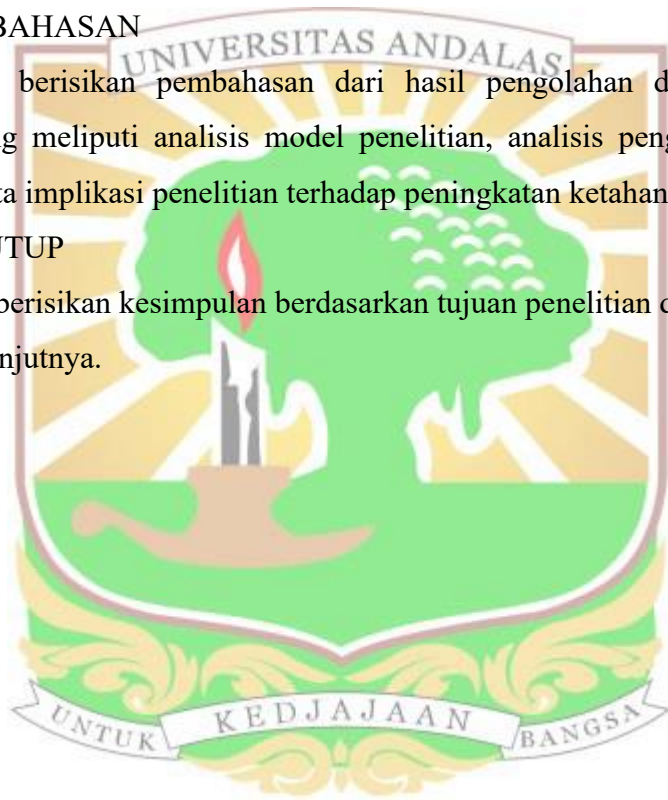 BAHASAN
UNIVERSITAS ANDALAS
berisikan pembahasan dari hasil pengolahan d
g meliputi analisis model penelitian, analisis peng
ta implikasi penelitian terhadap peningkatan ketahan
UTUP
berisikan kesimpulan berdasarkan tujuan penelitian d
njutnya.
UNTUK KEDJAJAAN BANGSA